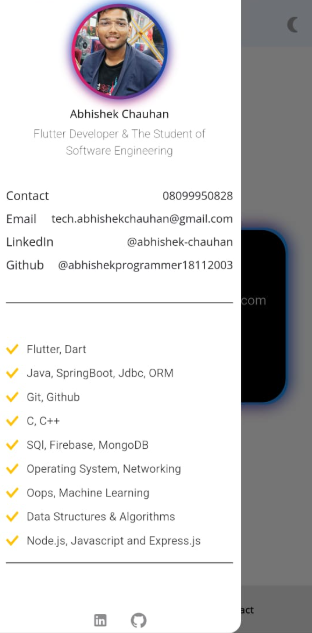 Abhishek Chauhan
Flutter Developer & The Student of
Software Engineering
Contact 08099950828
Email tech.abhishekchauhan@gmail.com
LinkedIn @abhishek-chauhan
Github @abhishekprogrammer18112003
com
Flutter, Dart
Java, SpringBoot, Jdbc, ORM
Git, Github
C, C++
SQl, Firebase, MongoDB
Operating System, Networking
Oops, Machine Learning
Data Structures & Algorithms
Node.js, Javascript and Express.js
act
in